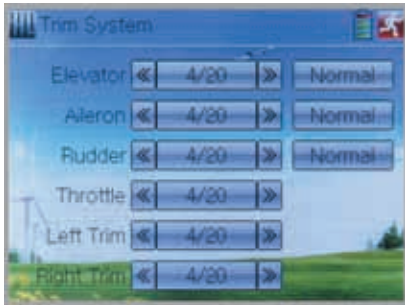 Trim System
Elevator « 4/20 » Normal
Aileron « 4/20 » Normal
Rudder « 4/20 » Normal
Throttle « 4/20 »
Left Trim « 4/20 »
Right Trim « 4/20 »